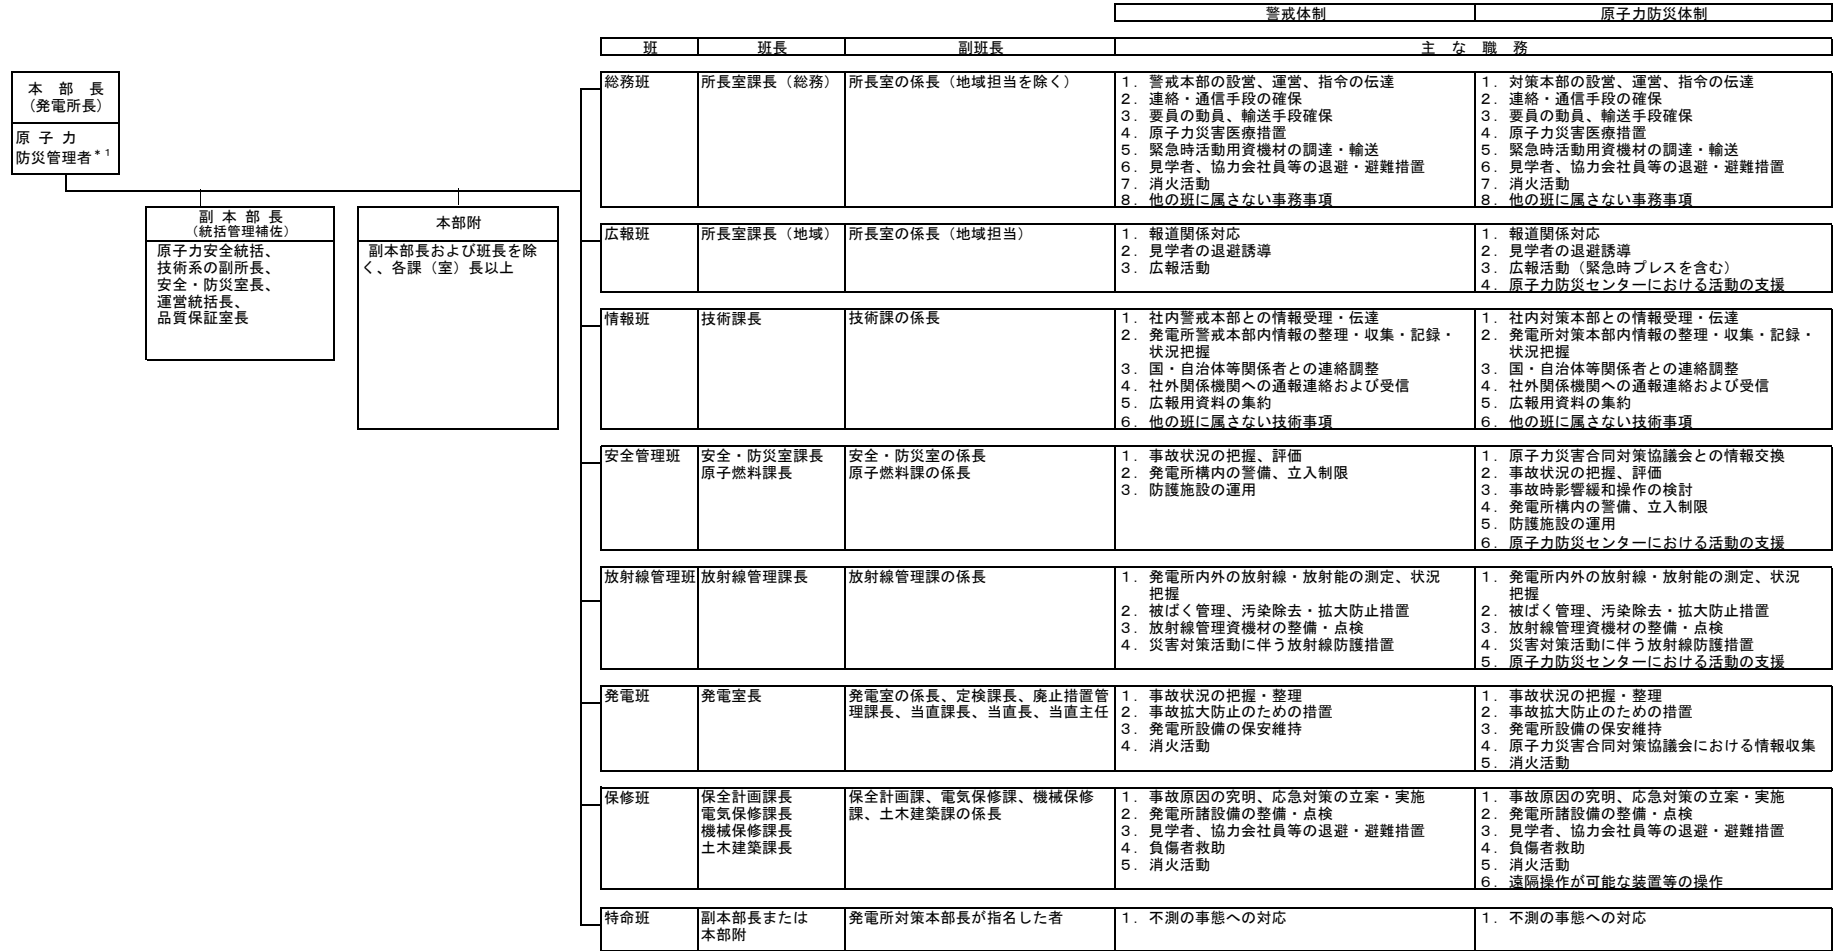 警戒体制 原子力防災体制
班 班長 副班長 主 な 職 務
本 部 長
（発電所長）
原 子 力
防災管理者＊１
副 本 部 長
（統括管理補佐）
原子力安全統括、
技術系の副所長、
安全・防災室長、
運営統括長、
品質保証室長
本部附
副本部長および班長を除
く、各課（室）長以上
総務班
所長室課長（総務）
所長室の係長（地域担当を除く）
１．警戒本部の設営、運営、指令の伝達
２．連絡・通信手段の確保
３．要員の動員、輸送手段確保
４．原子力災害医療措置
５．緊急時活動用資機材の調達・輸送
６．見学者、協力会社員等の退避・避難措置
７．消火活動
８．他の班に属さない事務事項
１．対策本部の設営、運営、指令の伝達
２．連絡・通信手段の確保
３．要員の動員、輸送手段確保
４．原子力災害医療措置
５．緊急時活動用資機材の調達・輸送
６．見学者、協力会社員等の退避・避難措置
７．消火活動
８．他の班に属さない事務事項
広報班
所長室課長（地域）
所長室の係長（地域担当）
１．報道関係対応
２．見学者の退避誘導
３．広報活動
１．報道関係対応
２．見学者の退避誘導
３．広報活動（緊急時プレスを含む）
４．原子力防災センターにおける活動の支援
情報班
技術課長
技術課の係長
１．社内警戒本部との情報受理・伝達
２．発電所警戒本部内情報の整理・収集・記録・
状況把握
３．国・自治体等関係者との連絡調整
４．社外関係機関への通報連絡および受信
５．広報用資料の集約
６．他の班に属さない技術事項
１．社内対策本部との情報受理・伝達
２．発電所対策本部内情報の整理・収集・記録・
状況把握
３．国・自治体等関係者との連絡調整
４．社外関係機関への通報連絡および受信
５．広報用資料の集約
６．他の班に属さない技術事項
安全管理班
安全・防災室課長
原子燃料課長
安全・防災室の係長
原子燃料課の係長
１．事故状況の把握、評価
２．発電所構内の警備、立入制限
３．防護施設の運用
１．原子力災害合同対策協議会との情報交換
２．事故状況の把握、評価
３．事故時影響緩和操作の検討
４．発電所構内の警備、立入制限
５．防護施設の運用
６．原子力防災センターにおける活動の支援
放射線管理班
放射線管理課長
放射線管理課の係長
１．発電所内外の放射線・放射能の測定、状況
把握
２．被ばく管理、汚染除去・拡大防止措置
３．放射線管理資機材の整備・点検
４．災害対策活動に伴う放射線防護措置
１．発電所内外の放射線・放射能の測定、状況
把握
２．被ばく管理、汚染除去・拡大防止措置
３．放射線管理資機材の整備・点検
４．災害対策活動に伴う放射線防護措置
５．原子力防災センターにおける活動の支援
発電班
発電室長
発電室の係長、定検課長、廃止措置管
理課長、当直課長、当直長、当直主任
１．事故状況の把握・整理
２．事故拡大防止のための措置
３．発電所設備の保安維持
４．消火活動
１．事故状況の把握・整理
２．事故拡大防止のための措置
３．発電所設備の保安維持
４．原子力災害合同対策協議会における情報収集
５．消火活動
保修班
保全計画課長
電気保修課長
機械保修課長
土木建築課長
保全計画課、電気保修課、機械保修
課、土木建築課の係長
１．事故原因の究明、応急対策の立案・実施
２．発電所諸設備の整備・点検
３．見学者、協力会社員等の退避・避難措置
４．負傷者救助
５．消火活動
１．事故原因の究明、応急対策の立案・実施
２．発電所諸設備の整備・点検
３．見学者、協力会社員等の退避・避難措置
４．負傷者救助
５．消火活動
６．遠隔操作が可能な装置等の操作
特命班
副本部長または
本部附
発電所対策本部長が指名した者
１．不測の事態への対応
１．不測の事態への対応